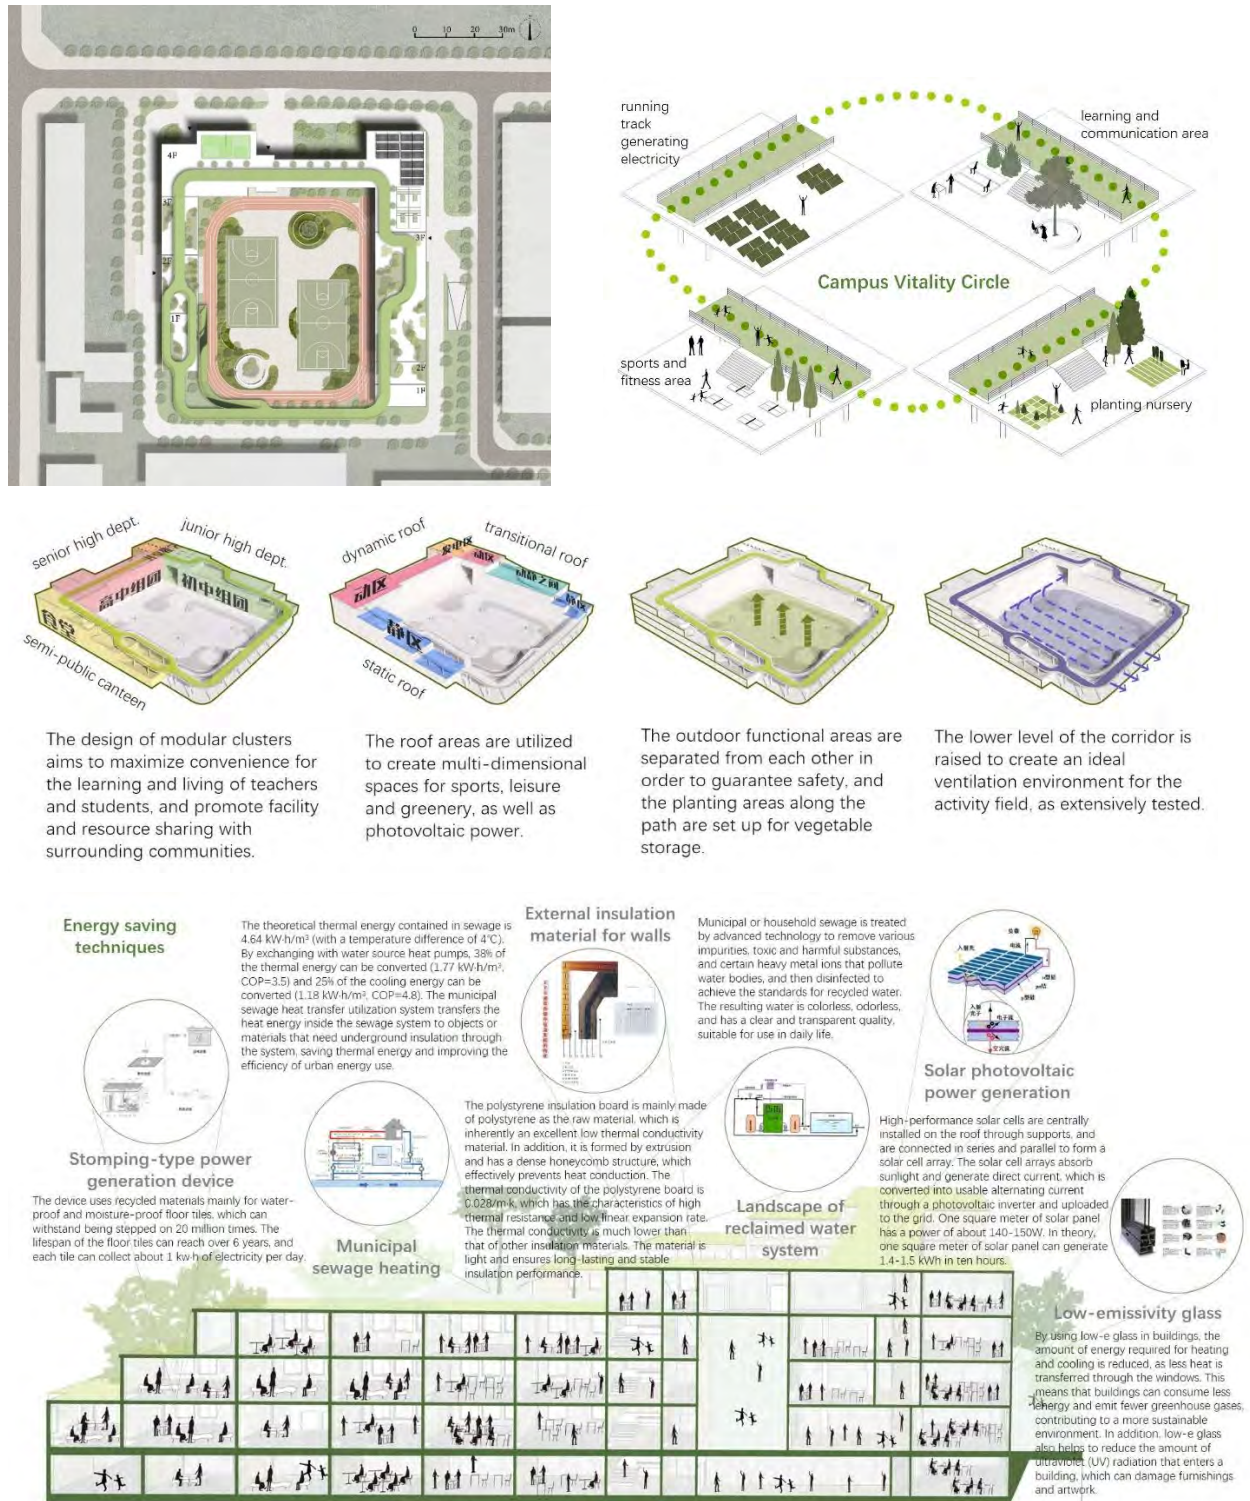 0 10 20 30m
4F
3F
3F
2F
1F
2F
1F
running
track
generating
electricity
learning and
communication area
Campus Vitality Circle
sports and
fitness area
planting nursery
senior high dept.
junior high dept.
高中组团
初中组团
食堂
semi-public canteen
dynamic roof
transitional roof
集中区
动区
动区
动静之间
静区
静区
static roof
The design of modular clusters
aims to maximize convenience for
the learning and living of teachers
and students, and promote facility
and resource sharing with
surrounding communities.
The roof areas are utilized
to create multi-dimensional
spaces for sports, leisure
and greenery, as well as
photovoltaic power.
The outdoor functional areas are
separated from each other in
order to guarantee safety, and
the planting areas along the
path are set up for vegetable
storage.
The lower level of the corridor is
raised to create an ideal
ventilation environment for the
activity field, as extensively tested.
Energy saving
techniques
The theoretical thermal energy contained in sewage is
4.64 kW·h/m³ (with a temperature difference of 4℃).
By exchanging with water source heat pumps, 38% of
the thermal energy can be converted (1.77 kW·h/m³,
COP=3.5) and 25% of the cooling energy can be
converted (1.18 kW·h/m³, COP=4.8). The municipal
sewage heat transfer utilization system transfers the
heat energy inside the sewage system to objects or
materials that need underground insulation through
the system, saving thermal energy and improving the
efficiency of urban energy use.
External insulation
material for walls
Municipal or household sewage is treated
by advanced technology to remove various
impurities, toxic and harmful substances,
and certain heavy metal ions that pollute
water bodies, and then disinfected to
achieve the standards for recycled water.
The resulting water is colorless, odorless,
and has a clear and transparent quality,
suitable for use in daily life.
Solar photovoltaic
power generation
Stomping-type power
generation device
The device uses recycled materials mainly for water-
proof and moisture-proof floor tiles, which can
withstand being stepped on 20 million times. The
lifespan of the floor tiles can reach over 6 years, and
each tile can collect about 1 kw·h of electricity per day.
Municipal
sewage heating
The polystyrene insulation board is mainly made
of polystyrene as the raw material, which is
inherently an excellent low thermal conductivity
material. In addition, it is formed by extrusion
and has a dense honeycomb structure, which
effectively prevents heat conduction. The
thermal conductivity of the polystyrene board is
0.028/m·k, which has the characteristics of high
thermal resistance and low linear expansion rate.
The thermal conductivity is much lower than
that of other insulation materials. The material is
light and ensures long-lasting and stable
insulation performance.
Landscape of
reclaimed water
system
High-performance solar cells are centrally
installed on the roof through supports, and
are connected in series and parallel to form a
solar cell array. The solar cell arrays absorb
sunlight and generate direct current, which is
converted into usable alternating current
through a photovoltaic inverter and uploaded
to the grid. One square meter of solar panel
has a power of about 140-150W. In theory,
one square meter of solar panel can generate
1.4-1.5 kWh in ten hours.
Low-emissivity glass
By using low-e glass in buildings, the
amount of energy required for heating
and cooling is reduced, as less heat is
transferred through the windows. This
means that buildings can consume less
energy and emit fewer greenhouse gases,
contributing to a more sustainable
environment. In addition, low-e glass
also helps to reduce the amount of
ultraviolet (UV) radiation that enters a
building, which can damage furnishings
and artwork.